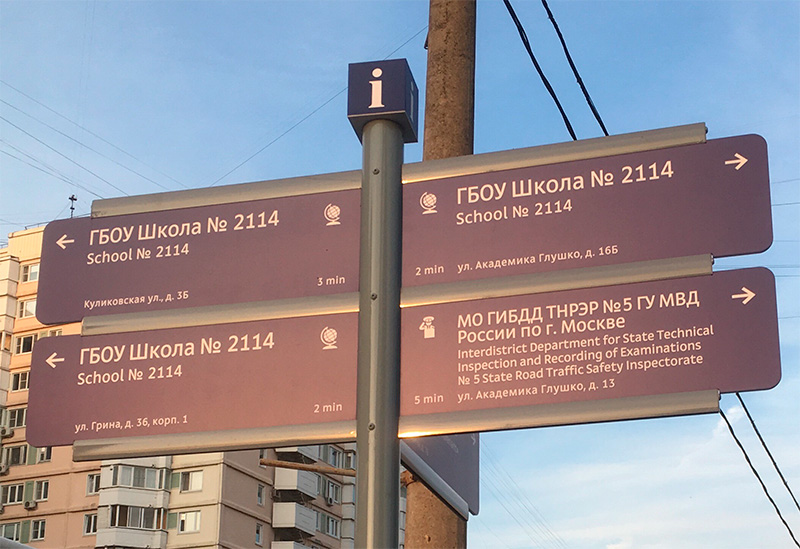 i
← ГБОУ Школа № 2114
School № 2114
3 min
Куликовская ул., д. 3Б
ГБОУ Школа № 2114 →
School № 2114
2 min
ул. Академика Глушко, д. 16Б
← ГБОУ Школа № 2114
School № 2114
2 min
ул. Грина, д. 36, корп. 1
МО ГИБДД ТНРЭР №5 ГУ МВД →
России по г. Москве
Interdistrict Department for State Technical
Inspection and Recording of Examinations
№ 5 State Road Traffic Safety Inspectorate
5 min
ул. Академика Глушко, д. 13